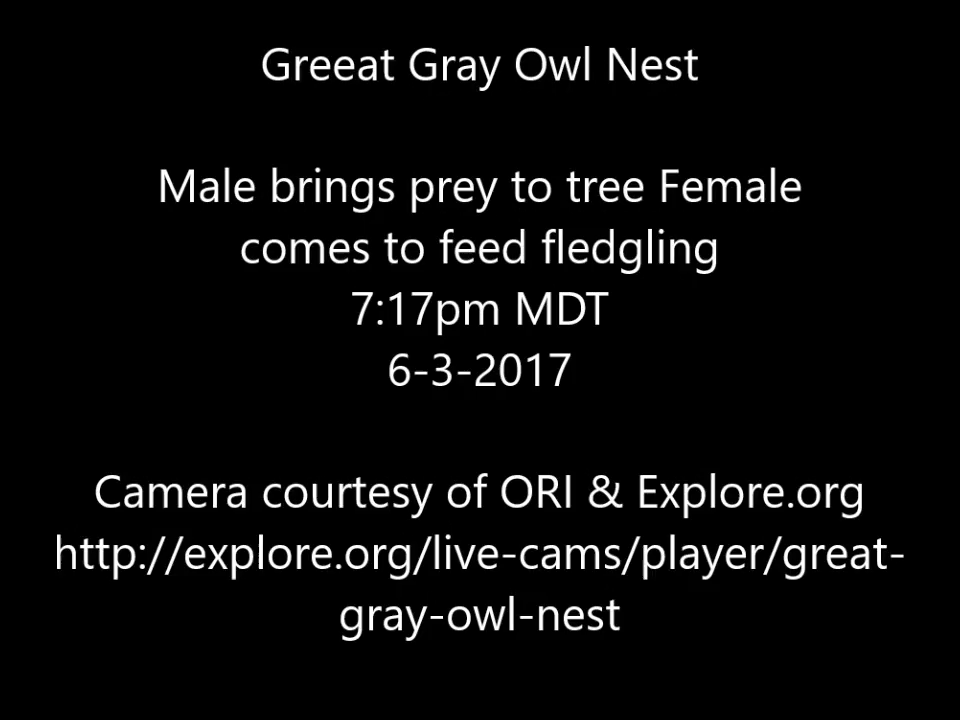 Greeat Gray Owl Nest
Male brings prey to tree Female
comes to feed fledgling
7:17pm MDT
6-3-2017
Camera courtesy of ORI & Explore.org
http://explore.org/live-cams/player/great-
gray-owl-nest